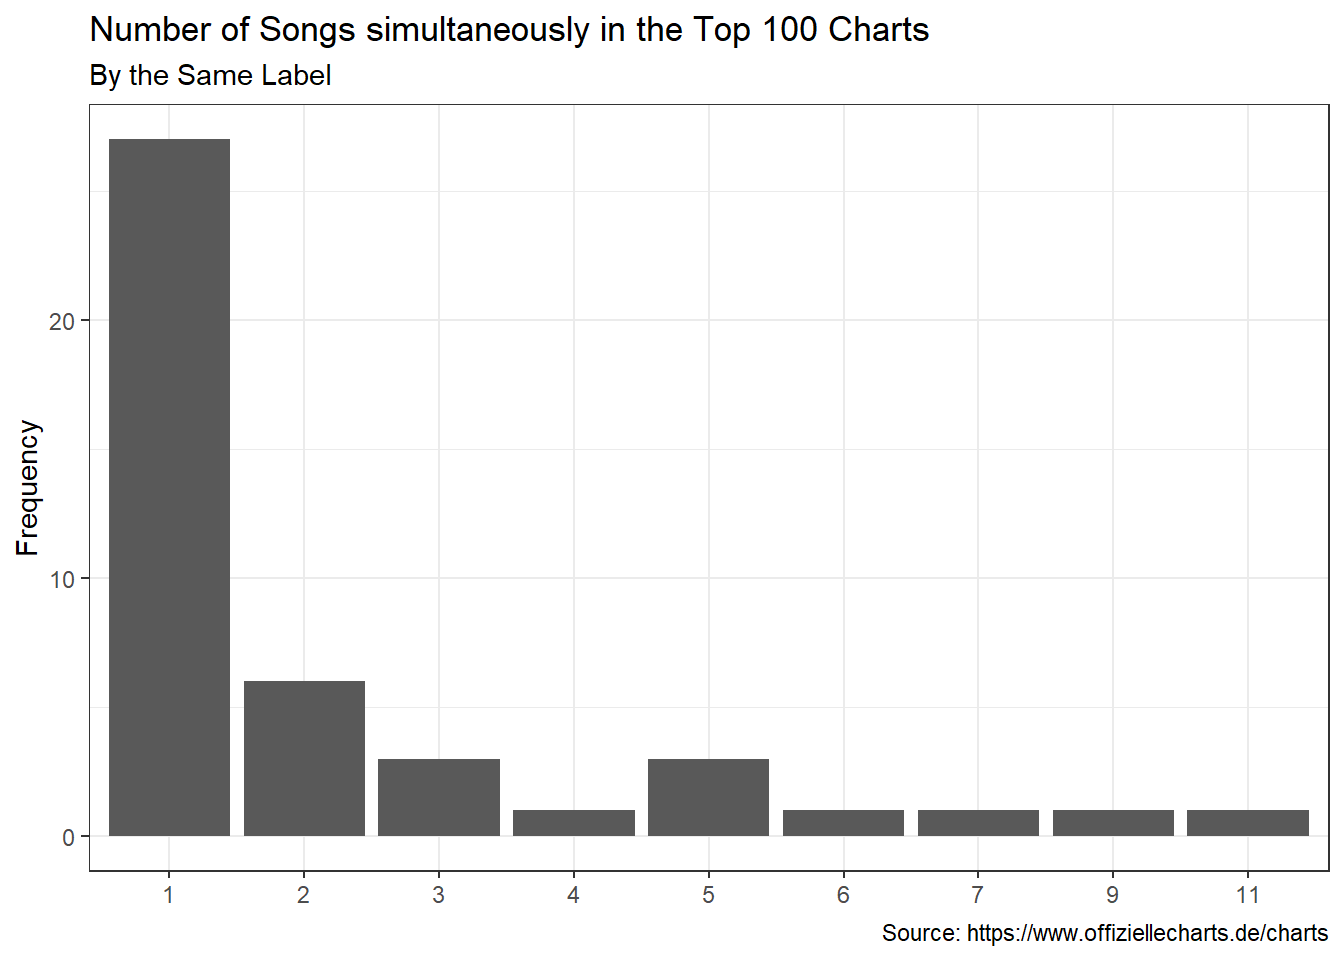 Number of Songs simultaneously in the Top 100 Charts
By the Same Label
Frequency
20
10
0
1 2 3 4 5 6 7 9 11
Source: https://www.offiziellecharts.de/charts